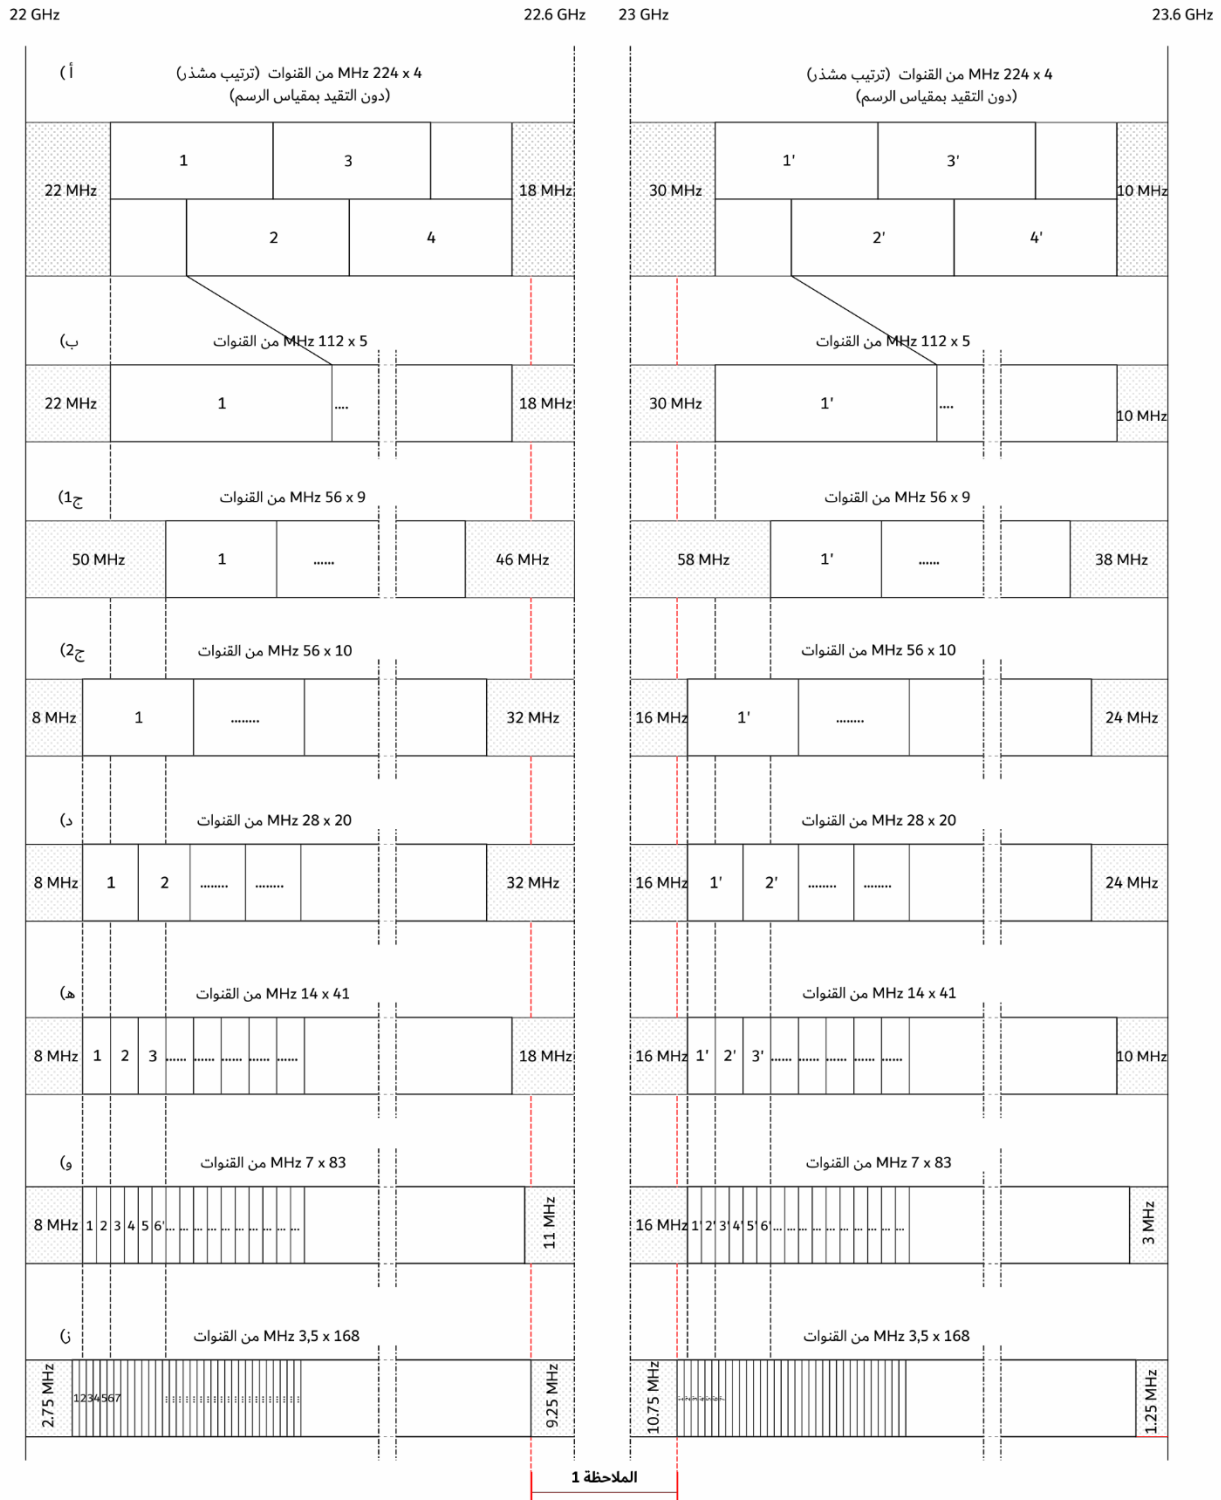 22 GHz 22.6 GHz 23 GHz 23.6 GHz
أ ) 4 x 224 MHz من القنوات (ترتيب مشذر) 4 x 224 MHz من القنوات (ترتيب مشذر)
(دون التقيد بمقياس الرسم) (دون التقيد بمقياس الرسم)
1 3 1' 3'
22 MHz 18 MHz 30 MHz 10 MHz
2 4 2' 4'
ب) 5 x 112 MHz من القنوات 5 x 112 MHz من القنوات
22 MHz 1 .... 18 MHz 30 MHz 1' .... 10 MHz
ج1) 9 x 56 MHz من القنوات 9 x 56 MHz من القنوات
50 MHz 1 ...... 46 MHz 58 MHz 1' ...... 38 MHz
ج2) 10 x 56 MHz من القنوات 10 x 56 MHz من القنوات
8 MHz 1 ........ 32 MHz 16 MHz 1' ........ 24 MHz
د) 20 x 28 MHz من القنوات 20 x 28 MHz من القنوات
8 MHz 1 2 ........ ........ 32 MHz 16 MHz 1' 2' ........ ........ 24 MHz
ه) 41 x 14 MHz من القنوات 41 x 14 MHz من القنوات
8 MHz 1 2 3 ...... ...... ...... ...... ...... 18 MHz 16 MHz 1' 2' 3' ...... ...... ...... ...... ...... 10 MHz
و) 83 x 7 MHz من القنوات 83 x 7 MHz من القنوات
8 MHz 1 2 3 4 5 6' ... ... ... ... ... ... ... ... ... ... 11 MHz 16 MHz 1' 2' 3' 4' 5' 6' ... ... ... ... ... ... ... ... ... ... 3 MHz
ز) 168 x 3,5 MHz من القنوات 168 x 3,5 MHz من القنوات
2.75 MHz 1234567 9.25 MHz 10.75 MHz 1.25 MHz
الملاحظة 1